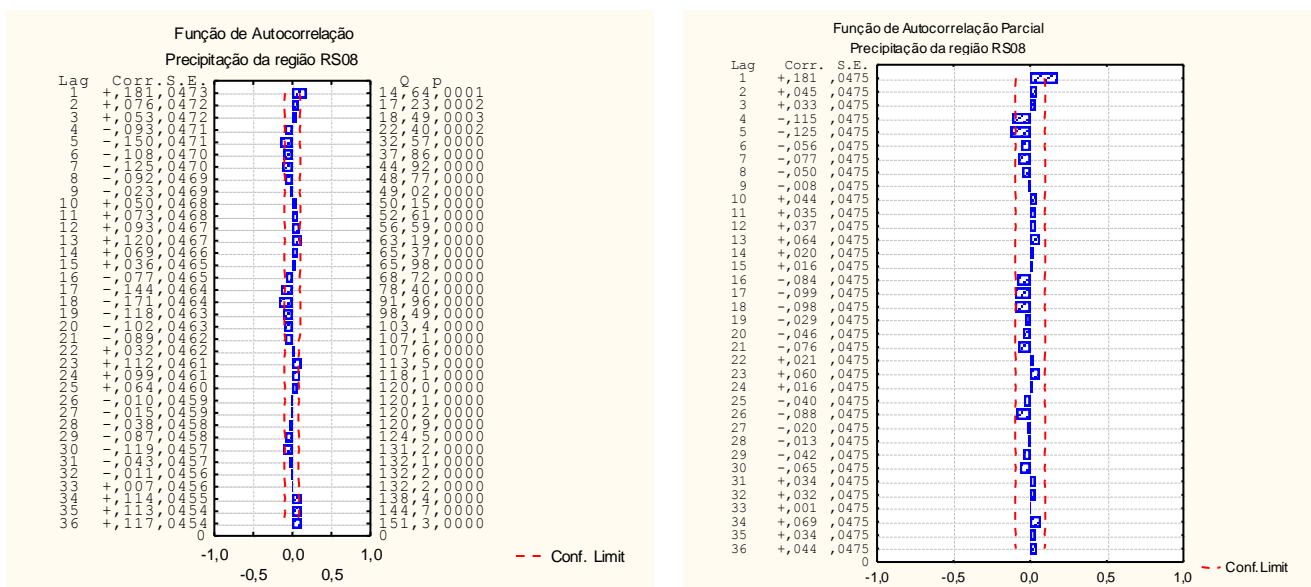 Função de Autocorrelação
Precipitação da região RS08
Lag Corr. S.E. Q p
1 +,181 ,0473 14,64 ,0001
2 +,076 ,0472 17,23 ,0002
3 +,053 ,0472 18,49 ,0003
4 -,093 ,0471 22,40 ,0002
5 -,150 ,0471 32,57 ,0000
6 -,108 ,0470 37,86 ,0000
7 -,125 ,0470 44,92 ,0000
8 -,092 ,0469 48,77 ,0000
9 -,023 ,0469 49,02 ,0000
10 +,050 ,0468 50,15 ,0000
11 +,073 ,0468 52,61 ,0000
12 +,093 ,0467 56,59 ,0000
13 +,120 ,0467 63,19 ,0000
14 +,069 ,0466 65,37 ,0000
15 +,036 ,0465 65,98 ,0000
16 -,077 ,0465 68,72 ,0000
17 -,144 ,0464 78,40 ,0000
18 -,171 ,0464 91,96 ,0000
19 -,118 ,0463 98,49 ,0000
20 -,102 ,0463 103,4 ,0000
21 -,089 ,0462 107,1 ,0000
22 +,032 ,0462 107,6 ,0000
23 +,112 ,0461 113,5 ,0000
24 +,099 ,0461 118,1 ,0000
25 +,064 ,0460 120,0 ,0000
26 -,010 ,0459 120,1 ,0000
27 -,015 ,0459 120,2 ,0000
28 -,038 ,0458 120,9 ,0000
29 -,087 ,0458 124,5 ,0000
30 -,119 ,0457 131,2 ,0000
31 -,043 ,0457 132,1 ,0000
32 -,011 ,0456 132,2 ,0000
33 +,007 ,0456 132,2 ,0000
34 +,114 ,0455 138,4 ,0000
35 +,113 ,0454 144,7 ,0000
36 +,117 ,0454 151,3 ,0000
0 0
-1,0 0,0 1,0
-0,5 0,5
Conf. Limit
Função de Autocorrelação Parcial
Precipitação da região RS08
Lag Corr. S.E.
1 +,181 ,0475
2 +,045 ,0475
3 +,033 ,0475
4 -,115 ,0475
5 -,125 ,0475
6 -,056 ,0475
7 -,077 ,0475
8 -,050 ,0475
9 -,008 ,0475
10 +,044 ,0475
11 +,035 ,0475
12 +,037 ,0475
13 +,064 ,0475
14 +,020 ,0475
15 +,016 ,0475
16 -,084 ,0475
17 -,099 ,0475
18 -,098 ,0475
19 -,029 ,0475
20 -,046 ,0475
21 -,076 ,0475
22 +,021 ,0475
23 +,060 ,0475
24 +,016 ,0475
25 -,040 ,0475
26 -,088 ,0475
27 -,020 ,0475
28 -,013 ,0475
29 -,042 ,0475
30 -,065 ,0475
31 +,034 ,0475
32 +,032 ,0475
33 +,001 ,0475
34 +,069 ,0475
35 +,034 ,0475
36 +,044 ,0475
0
-1,0 0,0 1,0
-0,5 0,5
Conf. Limit